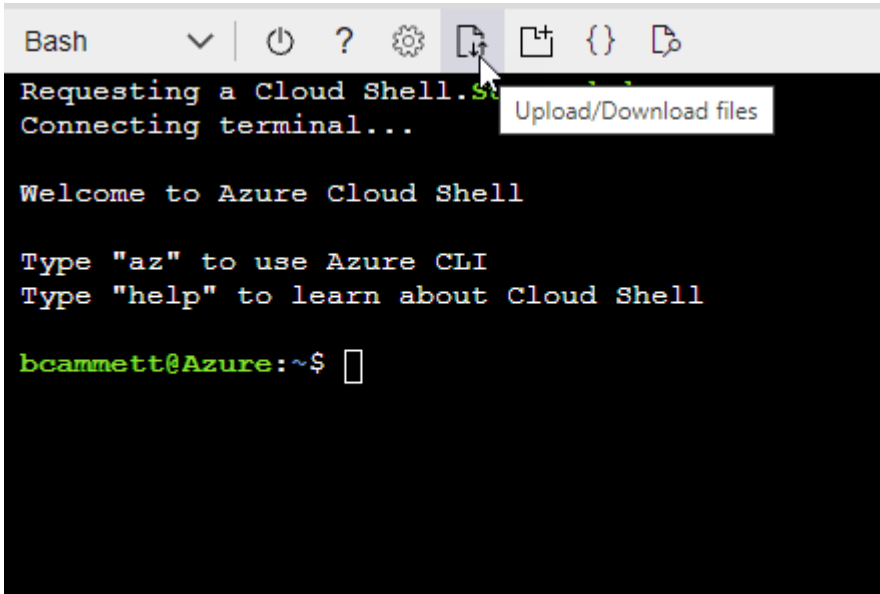 Bash
?
{}
Requesting a Cloud Shell.
Upload/Download files
Connecting terminal...
Welcome to Azure Cloud Shell
Type "az" to use Azure CLI
Type "help" to learn about Cloud Shell
bcammett@Azure:~$